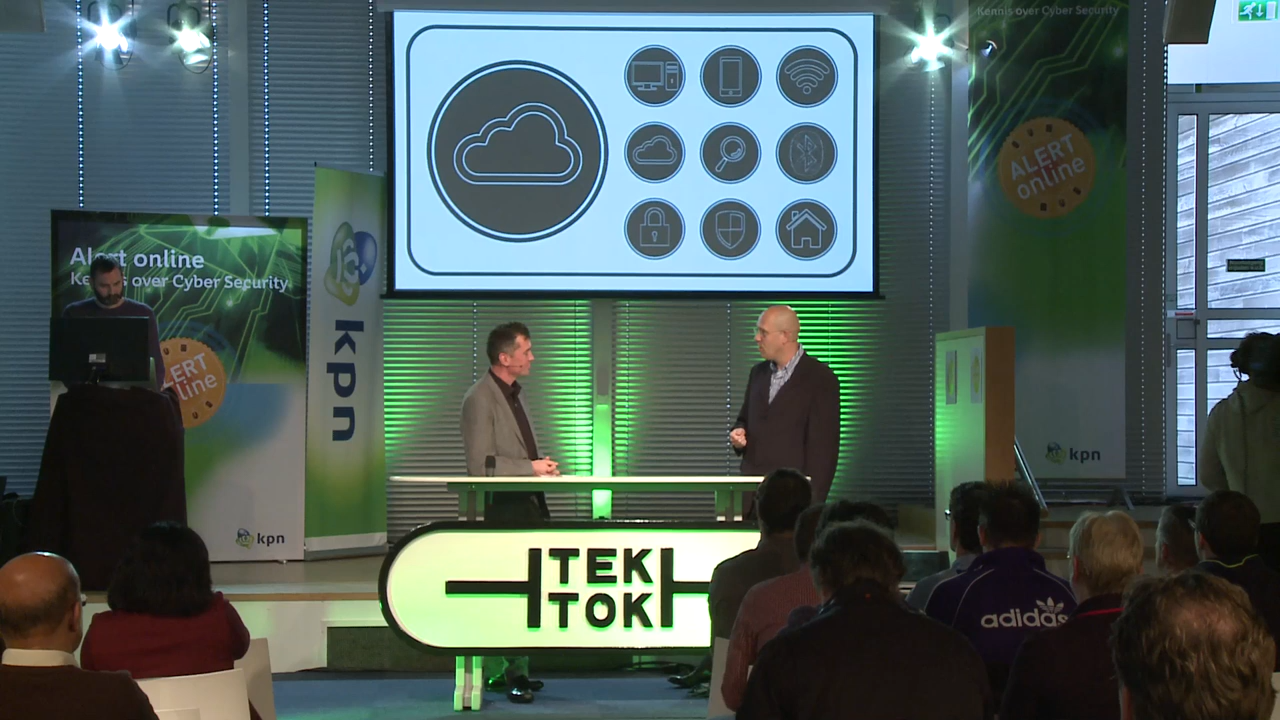 Kennis over Cyber Security
ALERT
online
Alert online
Kennis over Cyber Security
ALERT
line
kpn
kpn
kpn
TEK
TOK
adidas